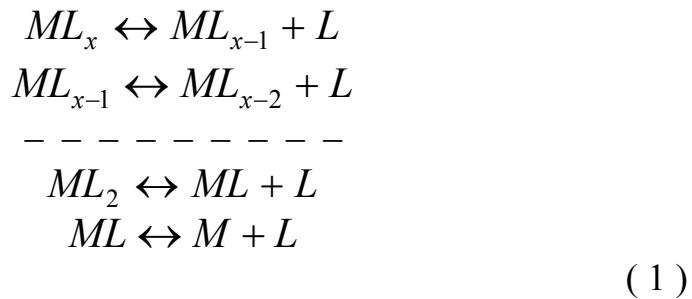 ML_x ↔ ML_{x−1} + L
ML_{x−1} ↔ ML_{x−2} + L
− − − − − − − − − −
ML_2 ↔ ML + L
ML ↔ M + L
( 1 )